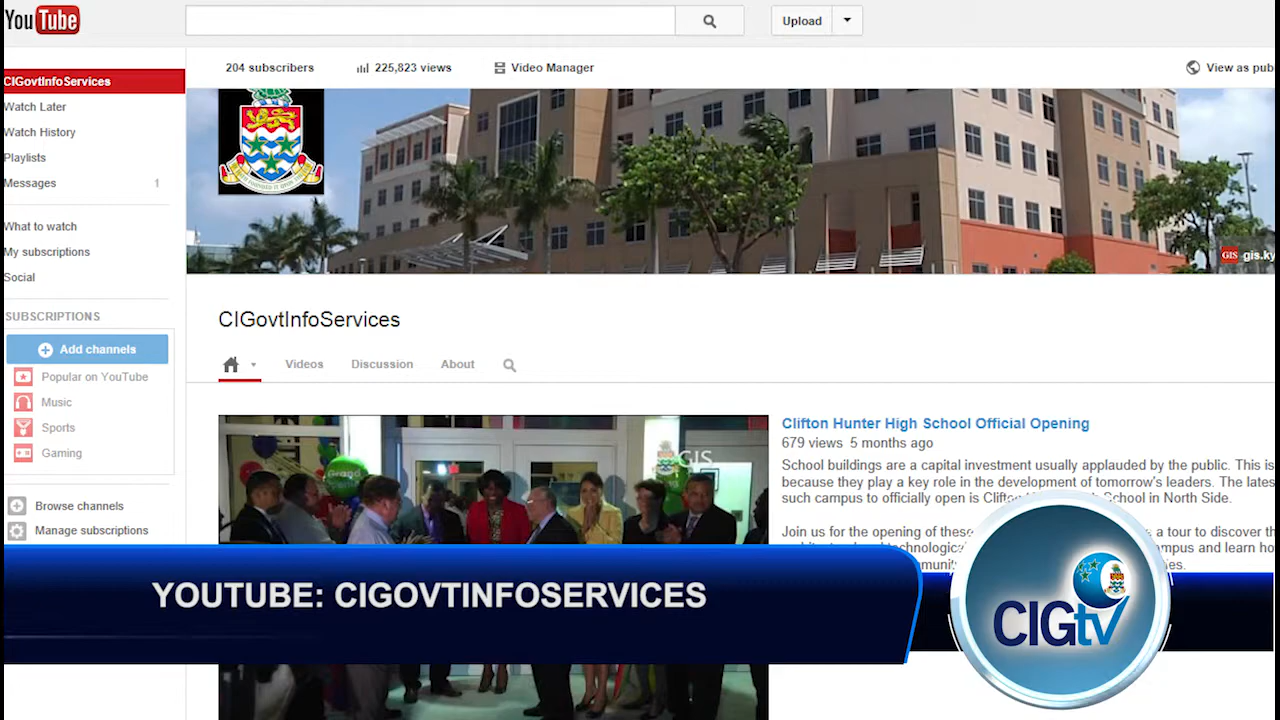 YouTube
Upload
CIGovtInfoServices
204 subscribers
225,823 views
Video Manager
View as pub
Watch Later
Watch History
Playlists
Messages 1
What to watch
My subscriptions
Social
SUBSCRIPTIONS
Add channels
Popular on YouTube
Music
Sports
Gaming
Browse channels
Manage subscriptions
GIS gis.ky
CIGovtInfoServices
Videos
Discussion
About
GIS
Grand
Clifton Hunter High School Official Opening
679 views 5 months ago
School buildings are a capital investment usually applauded by the public. This is
because they play a key role in the development of tomorrow's leaders. The lates
such campus to officially open is Clifton School in North Side.
Join us for the opening of these a tour to discover th
technologic campus and learn ho
YOUTUBE: CIGOVTINFOSERVICES
CIGtv